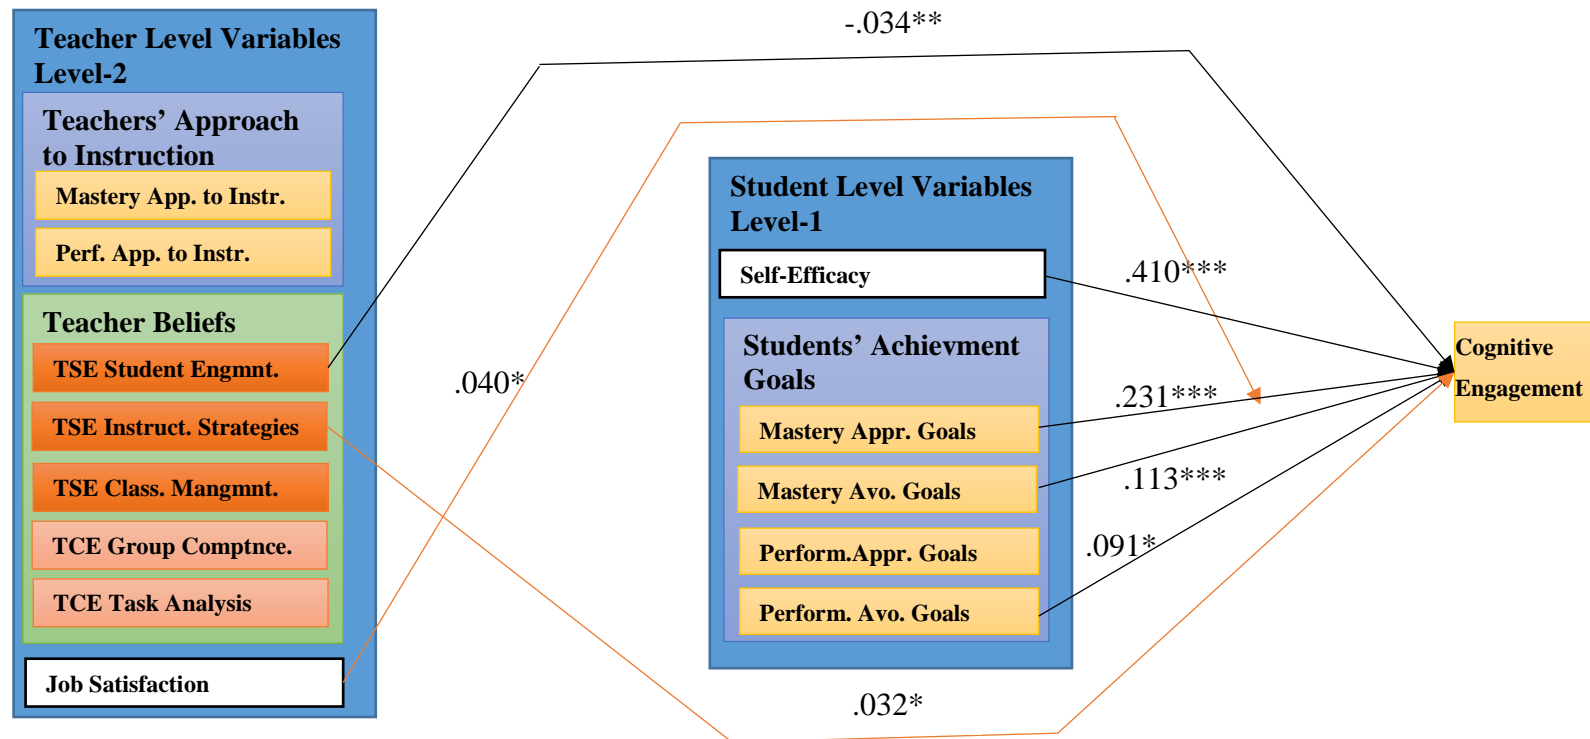 -.034**
Teacher Level Variables
Level-2
Teachers’ Approach
to Instruction
Mastery App. to Instr.
Perf. App. to Instr.
Teacher Beliefs
TSE Student Engmnt.
TSE Instruct. Strategies
TSE Class. Mangmnt.
TCE Group Comptnce.
TCE Task Analysis
Job Satisfaction
.040*
Student Level Variables
Level-1
Self-Efficacy
Students’ Achievment
Goals
Mastery Appr. Goals
Mastery Avo. Goals
Perform.Appr. Goals
Perform. Avo. Goals
.410***
.231***
.113***
.091*
.032*
Cognitive
Engagement